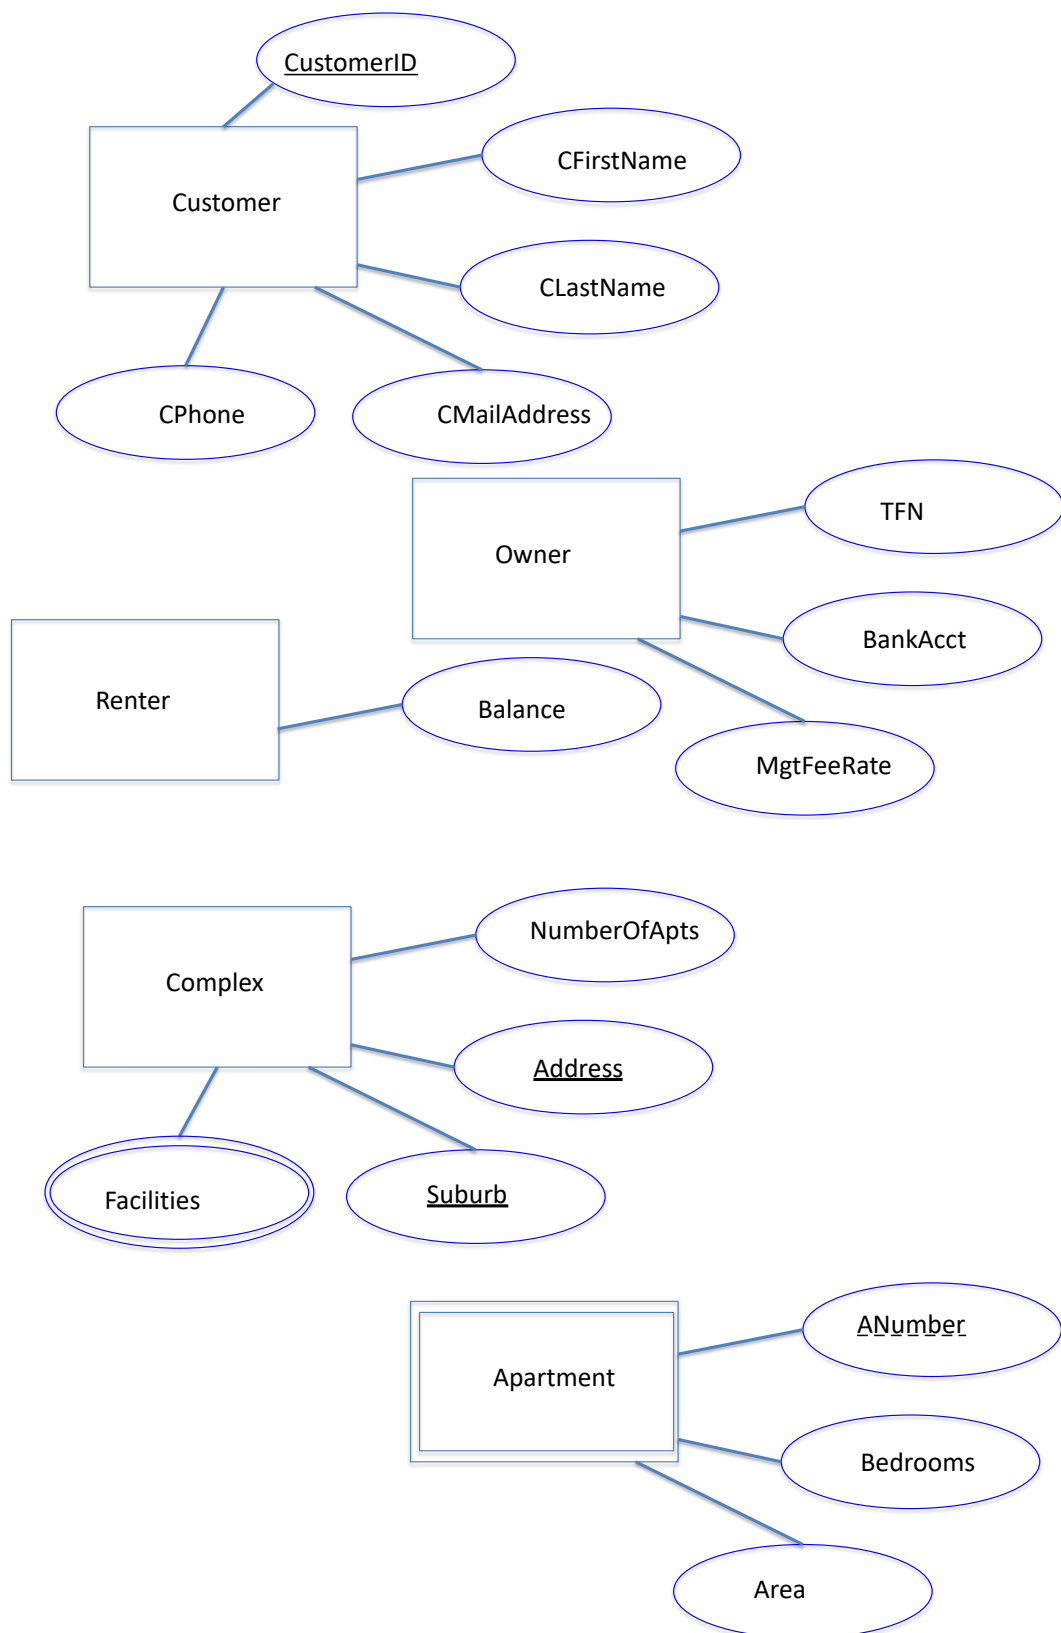 CustomerID
CFirstName
Customer
CLastName
CPhone
CMailAddress
TFN
Owner
BankAcct
Renter
Balance
MgtFeeRate
NumberOfApts
Complex
Address
Facilities
Suburb
ANumber
Apartment
Bedrooms
Area